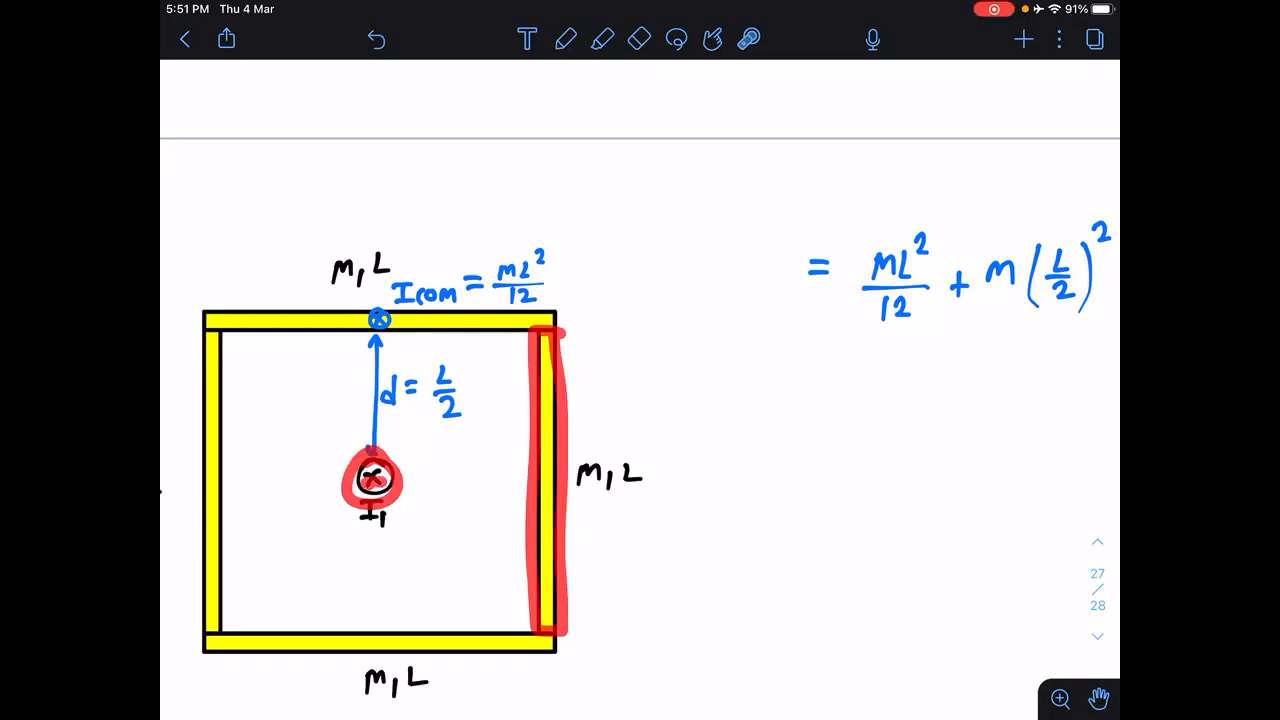 5:51 PM Thu 4 Mar
91%
T
m, L
Icom = mL²/12
= mL²/12 + m(L/2)²
d = L/2
x
I₁
m, L
27
/
28
m, L